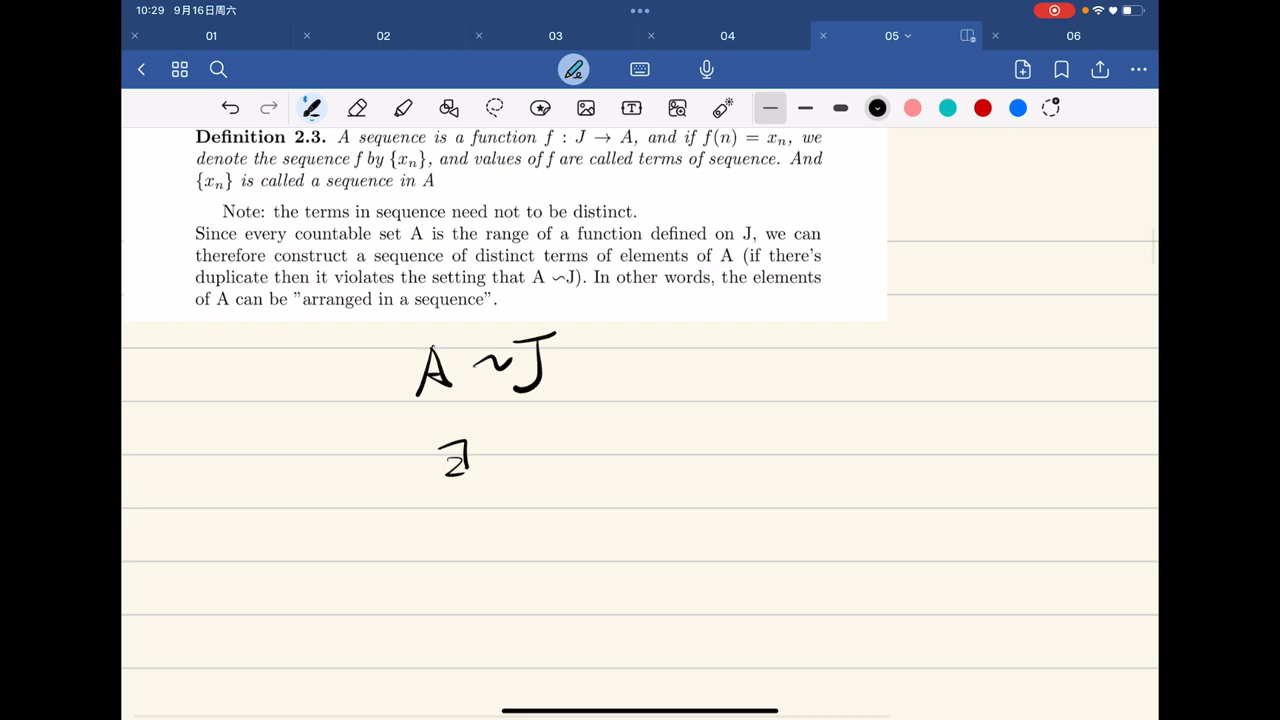 10:29 9月16日周六
01 02 03 04 05 06
Definition 2.3. A sequence is a function f : J → A, and if f(n) = xₙ, we
denote the sequence f by {xₙ}, and values of f are called terms of sequence. And
{xₙ} is called a sequence in A
Note: the terms in sequence need not to be distinct.
Since every countable set A is the range of a function defined on J, we can
therefore construct a sequence of distinct terms of elements of A (if there's
duplicate then it violates the setting that A ∽J). In other words, the elements
of A can be "arranged in a sequence".
A ~ J